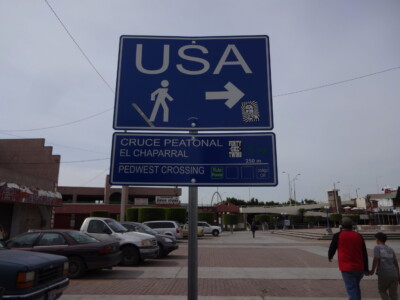 USA
CRUCE PEATONAL
EL CHAPARRAL
PEDWEST CROSSING